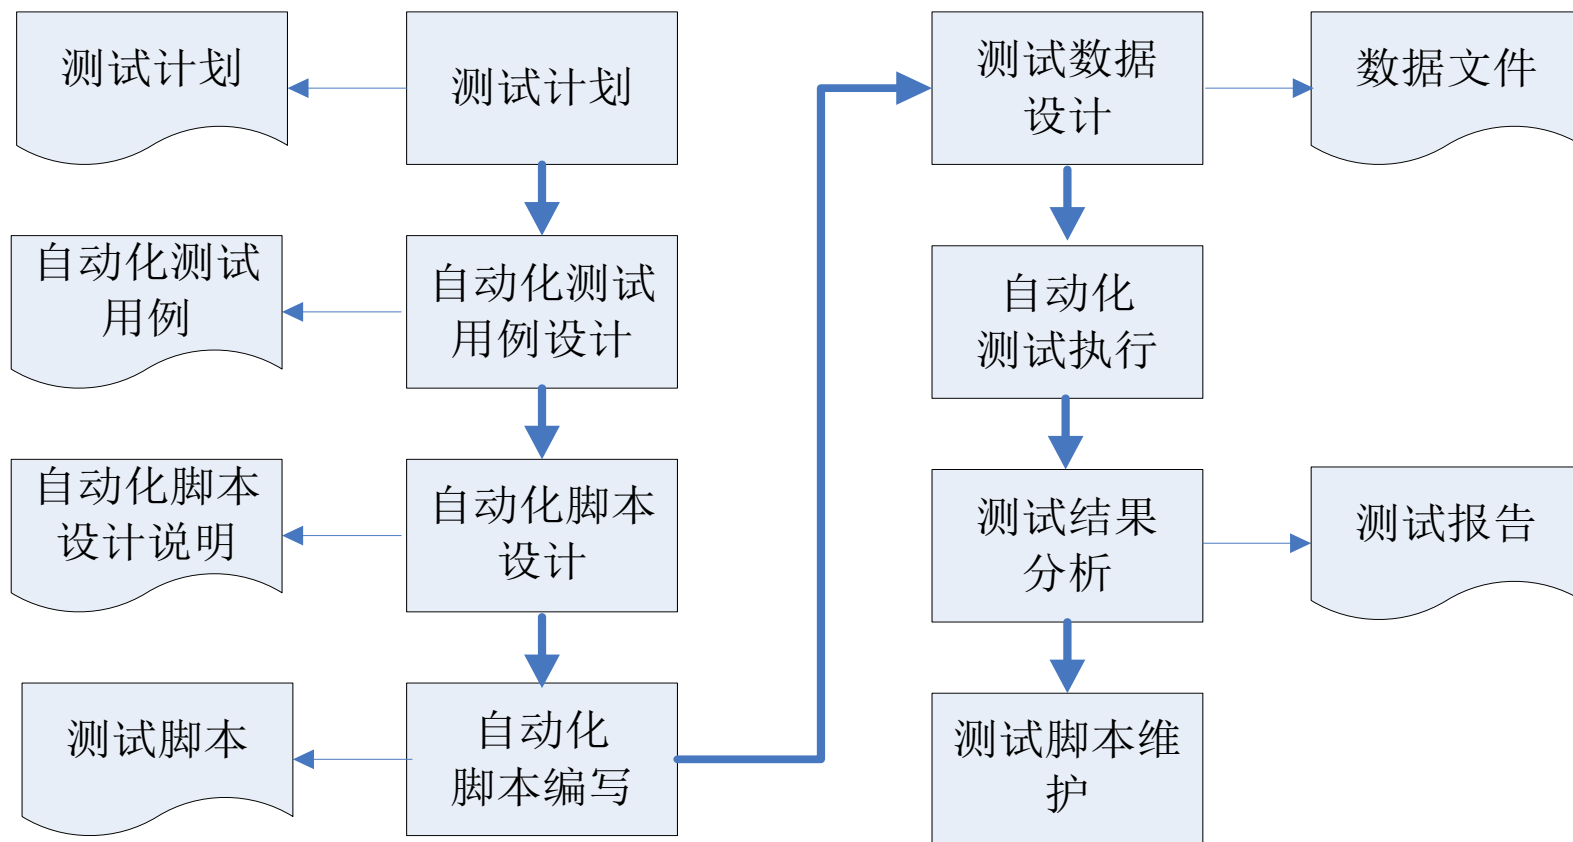 测试计划
测试计划
自动化测试
用例
自动化测试
用例设计
自动化脚本
设计说明
自动化脚本
设计
测试脚本
自动化
脚本编写
测试数据
设计
数据文件
自动化
测试执行
测试结果
分析
测试报告
测试脚本维
护